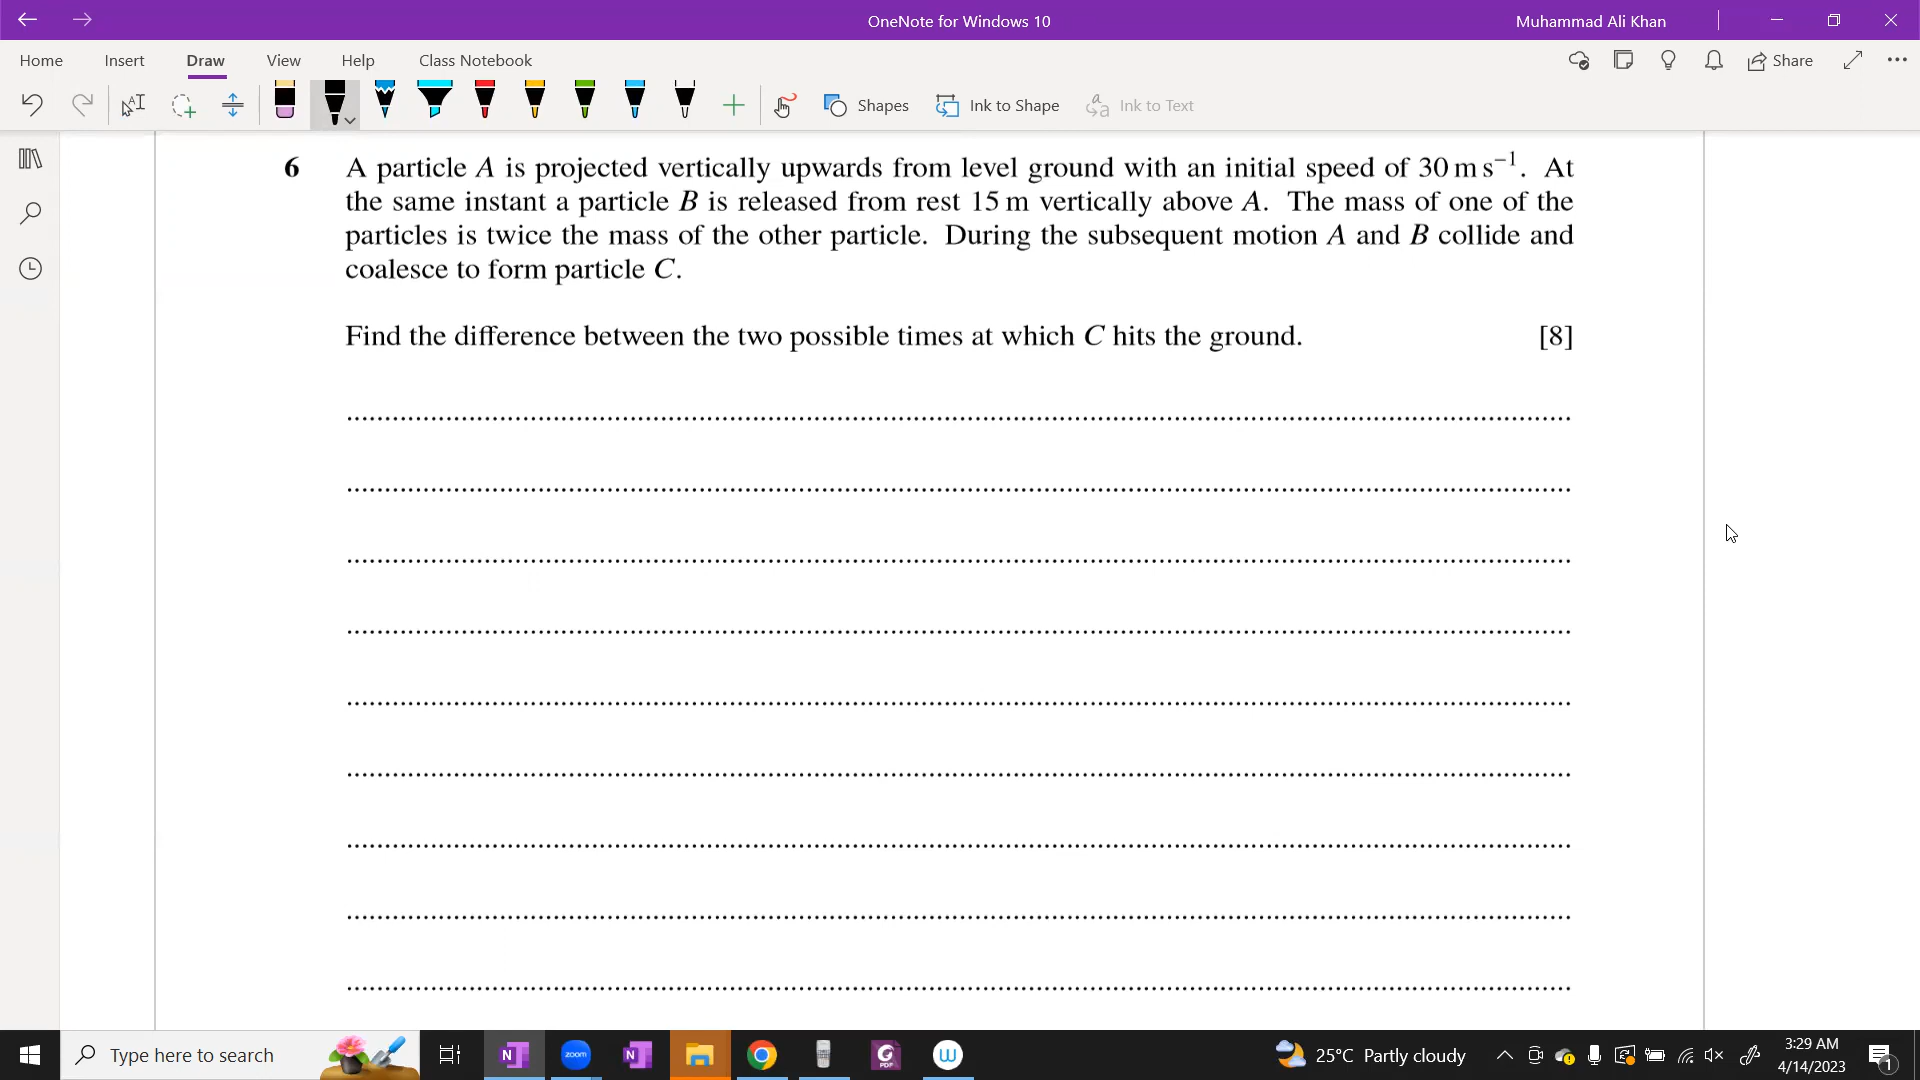 OneNote for Windows 10
Muhammad Ali Khan
Home Insert Draw View Help Class Notebook
Share
Shapes Ink to Shape Ink to Text
6 A particle A is projected vertically upwards from level ground with an initial speed of 30 m s⁻¹. At
the same instant a particle B is released from rest 15 m vertically above A. The mass of one of the
particles is twice the mass of the other particle. During the subsequent motion A and B collide and
coalesce to form particle C.
Find the difference between the two possible times at which C hits the ground. [8]
Type here to search
zoom
25°C Partly cloudy
3:29 AM
4/14/2023
1